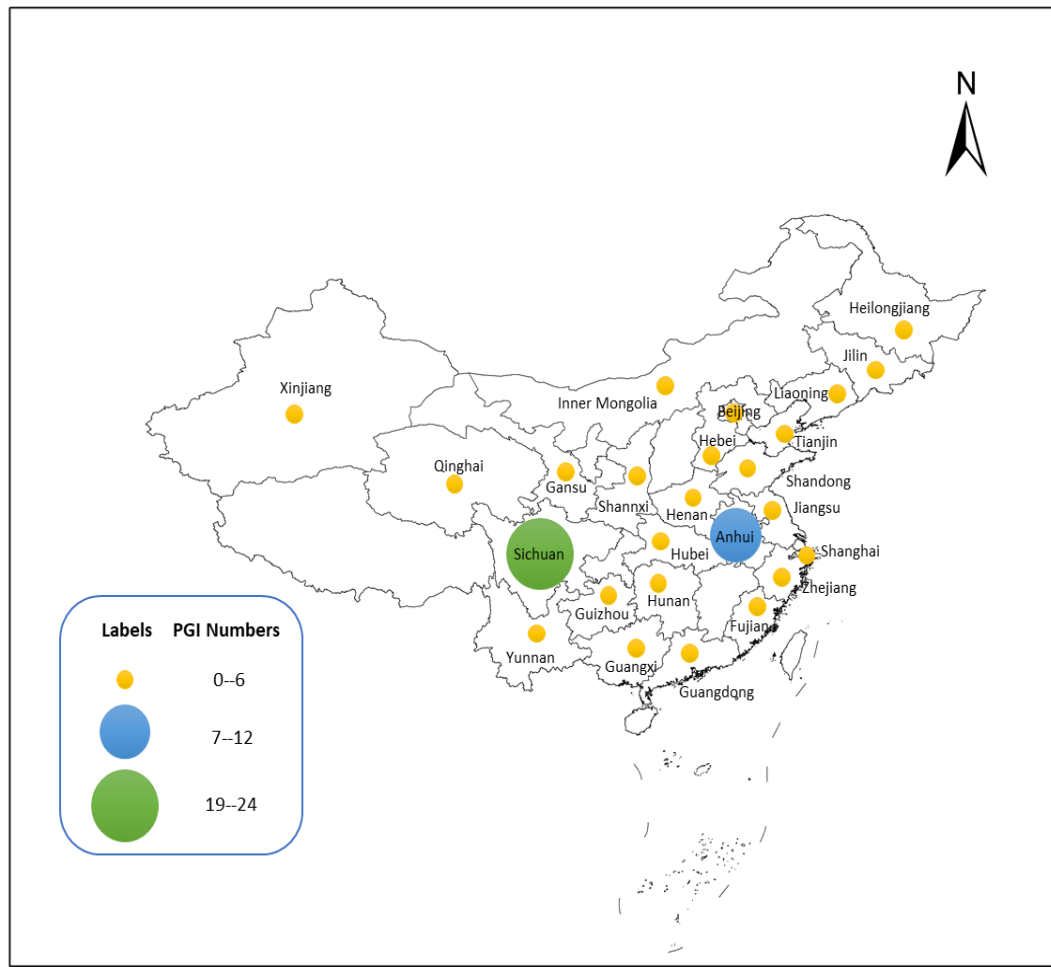 N
Heilongjiang
Jilin
Xinjiang
Liaoning
Inner Mongolia
Beijing
Hebei
Tianjin
Qinghai
Gansu
Shandong
Shannxi
Henan
Jiangsu
Anhui
Sichuan
Hubei
Shanghai
Zhejiang
Hunan
Guizhou
Fujian
Yunnan
Guangxi
Guangdong
Labels PGI Numbers
0--6
7--12
19--24